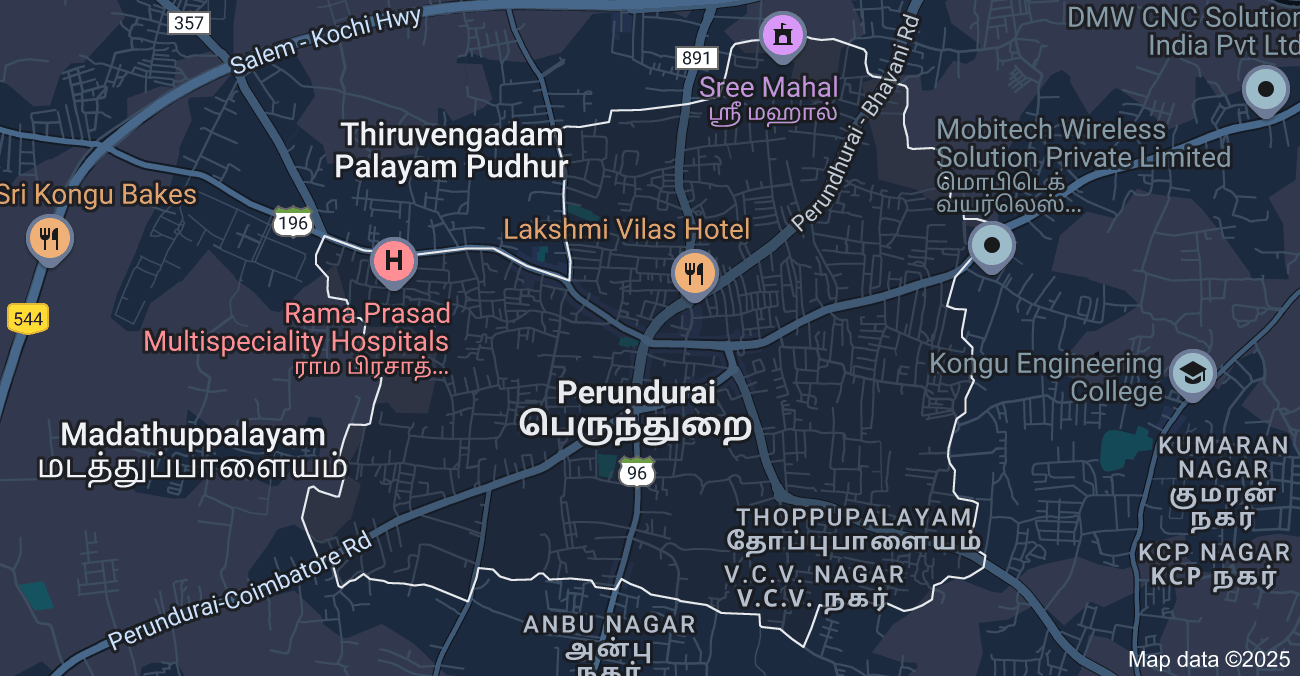 357
Salem - Kochi Hwy
891
DMW CNC Solution
India Pvt Ltd
Sree Mahal
ஸ்ரீ மஹால்
Perundhurai - Bhavani Rd
Thiruvengadam
Palayam Pudhur
Mobitech Wireless
Solution Private Limited
மொபிடெக்
வயர்லெஸ்...
Sri Kongu Bakes
196
Lakshmi Vilas Hotel
H
544
Rama Prasad
Multispeciality Hospitals
ராம பிரசாத்...
Kongu Engineering
College
Perundurai
பெருந்துறை
Madathuppalayam
மடத்துப்பாளையம்
96
KUMARAN
NAGAR
குமரன்
நகர்
THOPPUPALAYAM
தோப்புபாளையம்
KCP NAGAR
KCP நகர்
V.C.V. NAGAR
V.C.V. நகர்
Perundurai-Coimbatore Rd
ANBU NAGAR
அன்பு
நகர்
Map data ©2025